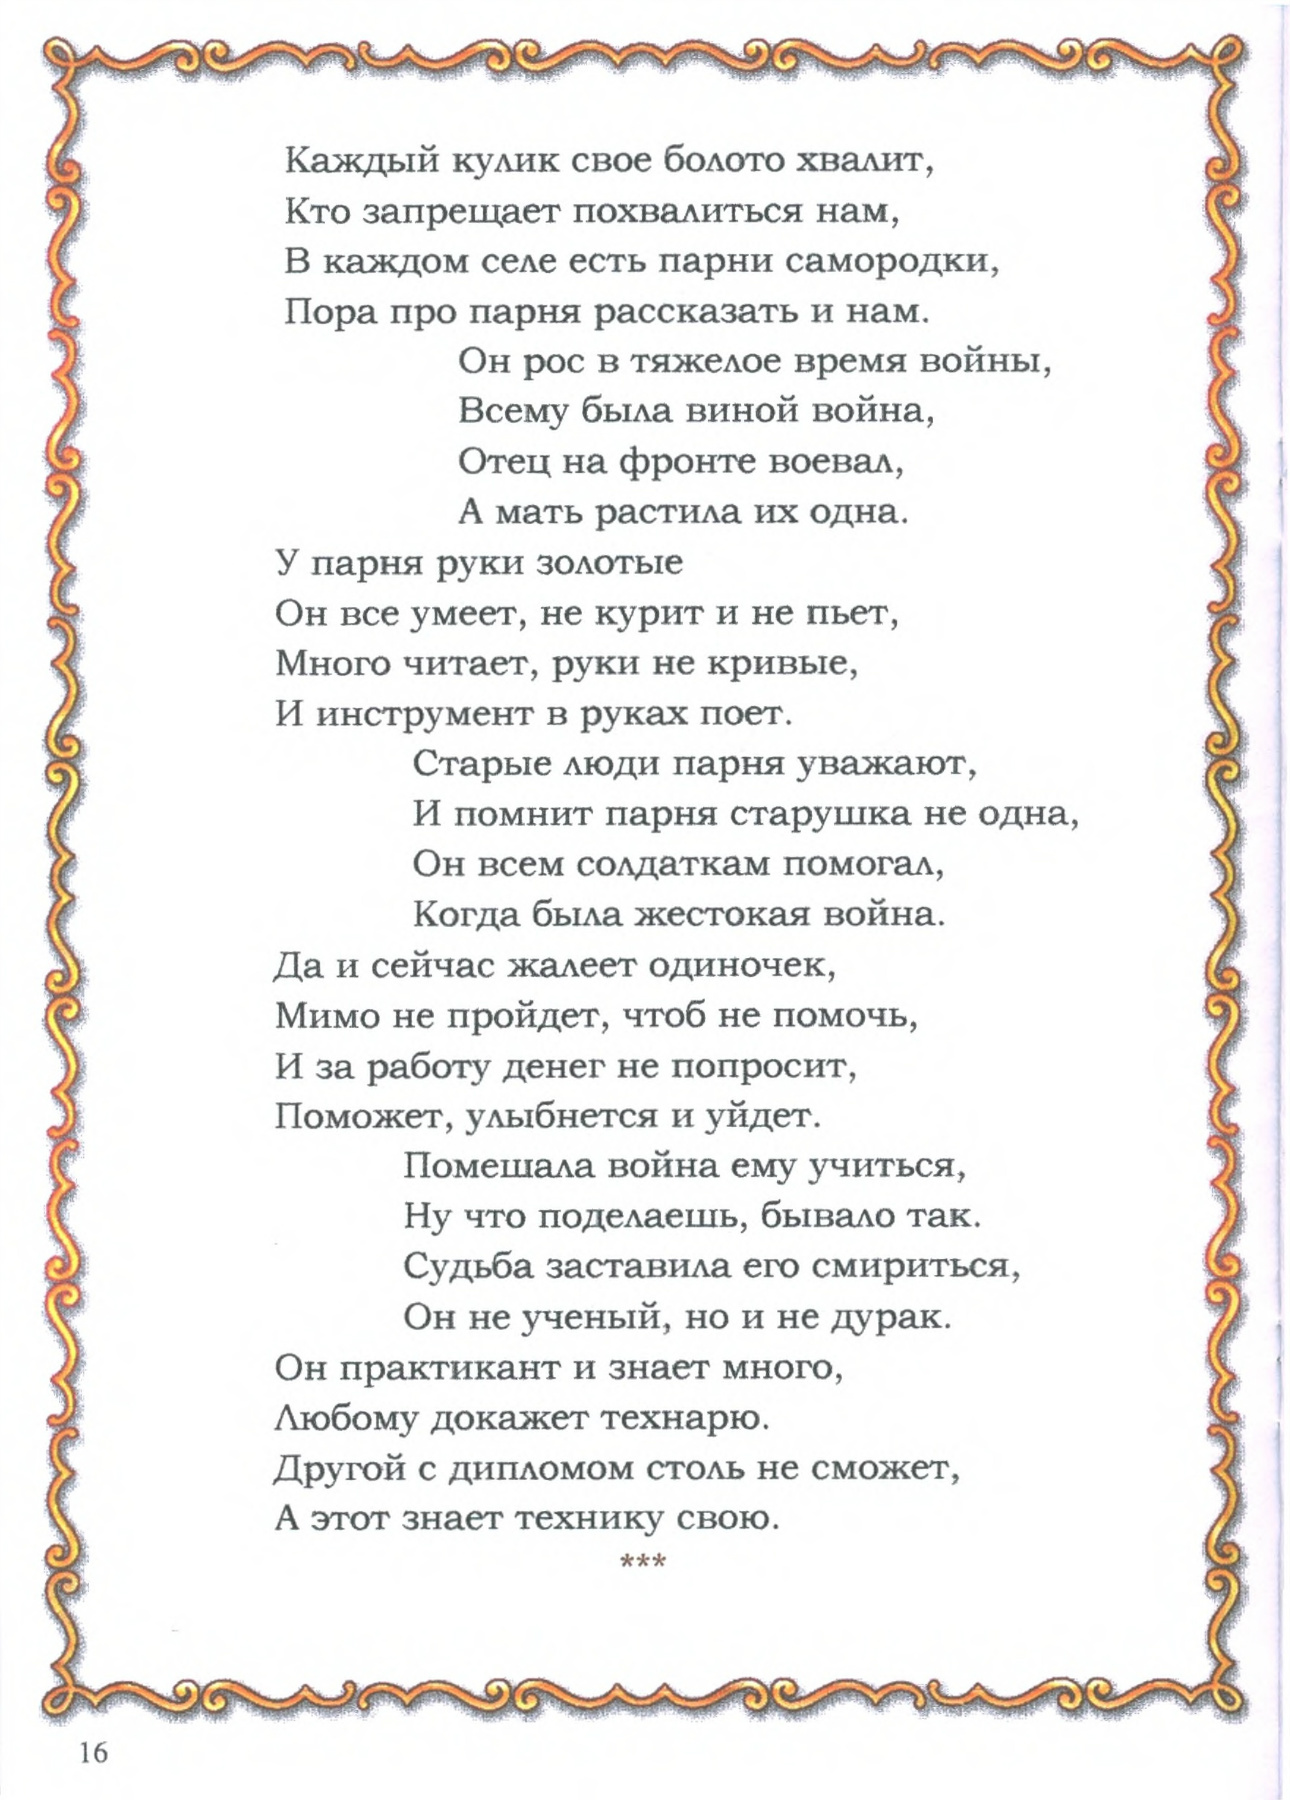 Каждый кулик свое болото хвалит,
Кто запрещает похвалиться нам,
В каждом селе есть парни самородки,
Пора про парня рассказать и нам.
Он рос в тяжелое время войны,
Всему была виной война,
Отец на фронте воевал,
А мать растила их одна.
У парня руки золотые
Он все умеет, не курит и не пьет,
Много читает, руки не кривые,
И инструмент в руках поет.
Старые люди парня уважают,
И помнит парня старушка не одна,
Он всем солдаткам помогал,
Когда была жестокая война.
Да и сейчас жалеет одиночек,
Мимо не пройдет, чтоб не помочь,
И за работу денег не попросит,
Поможет, улыбнется и уйдет.
Помешала война ему учиться,
Ну что поделаешь, бывало так.
Судьба заставила его смириться,
Он не ученый, но и не дурак.
Он практикант и знает много,
Любому докажет технарю.
Другой с дипломом столь не сможет,
А этот знает технику свою.
***
16